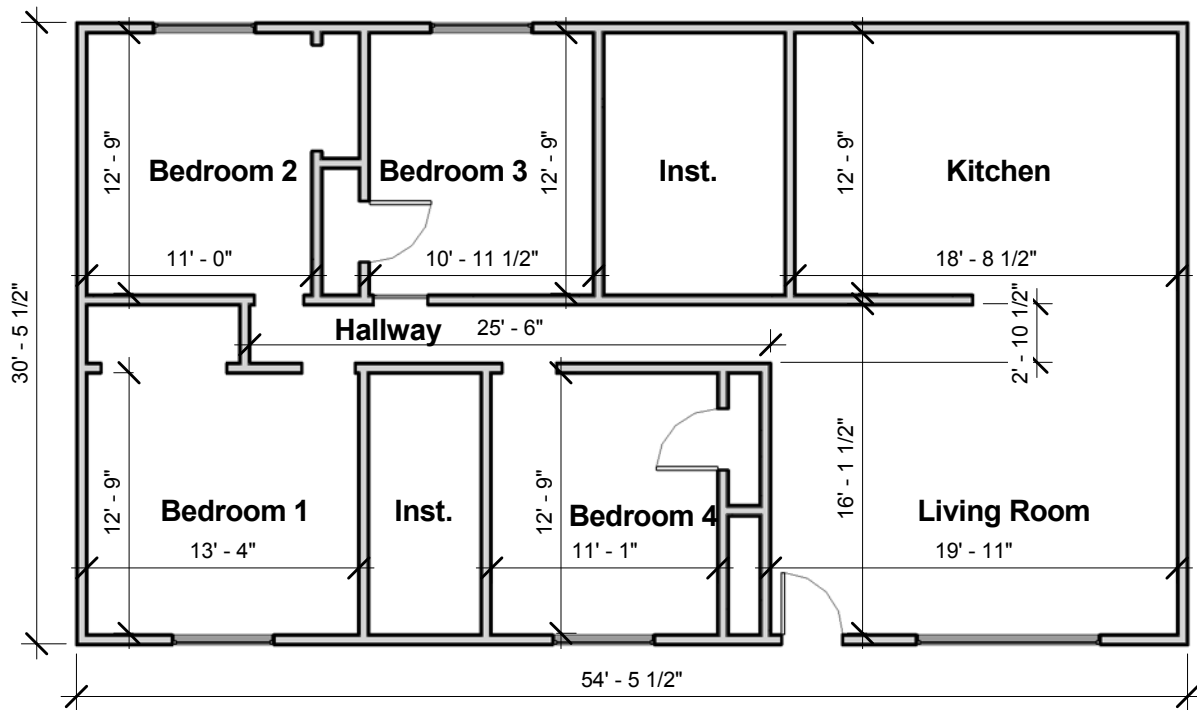 12' - 9"
Bedroom 2
11' - 0"
Bedroom 3
12' - 9"
10' - 11 1/2"
Inst.
12' - 9"
Kitchen
18' - 8 1/2"
30' - 5 1/2"
Hallway
25' - 6"
2' - 10 1/2"
12' - 9"
Bedroom 1
13' - 4"
Inst.
12' - 9"
Bedroom 4
11' - 1"
16' - 1 1/2"
Living Room
19' - 11"
54' - 5 1/2"